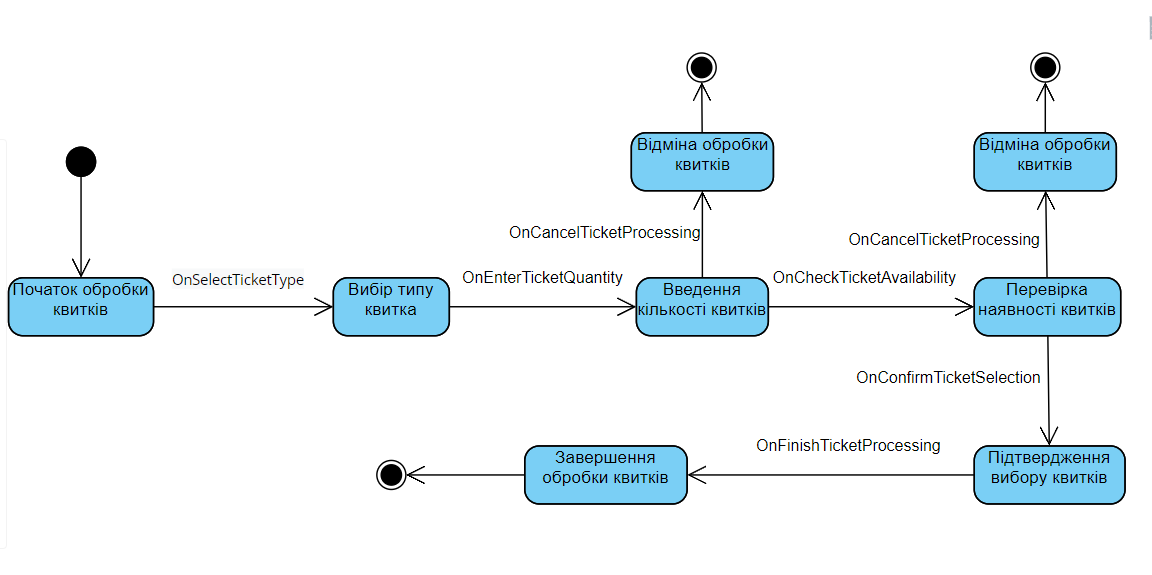 Відміна обробки
квитків
Відміна обробки
квитків
OnCancelTicketProcessing
OnCancelTicketProcessing
Початок обробки
квитків
OnSelectTicketType
Вибір типу
квитка
OnEnterTicketQuantity
Введення
кількості квитків
OnCheckTicketAvailability
Перевірка
наявності квитків
OnConfirmTicketSelection
Завершення
обробки квитків
OnFinishTicketProcessing
Підтвердження
вибору квитків